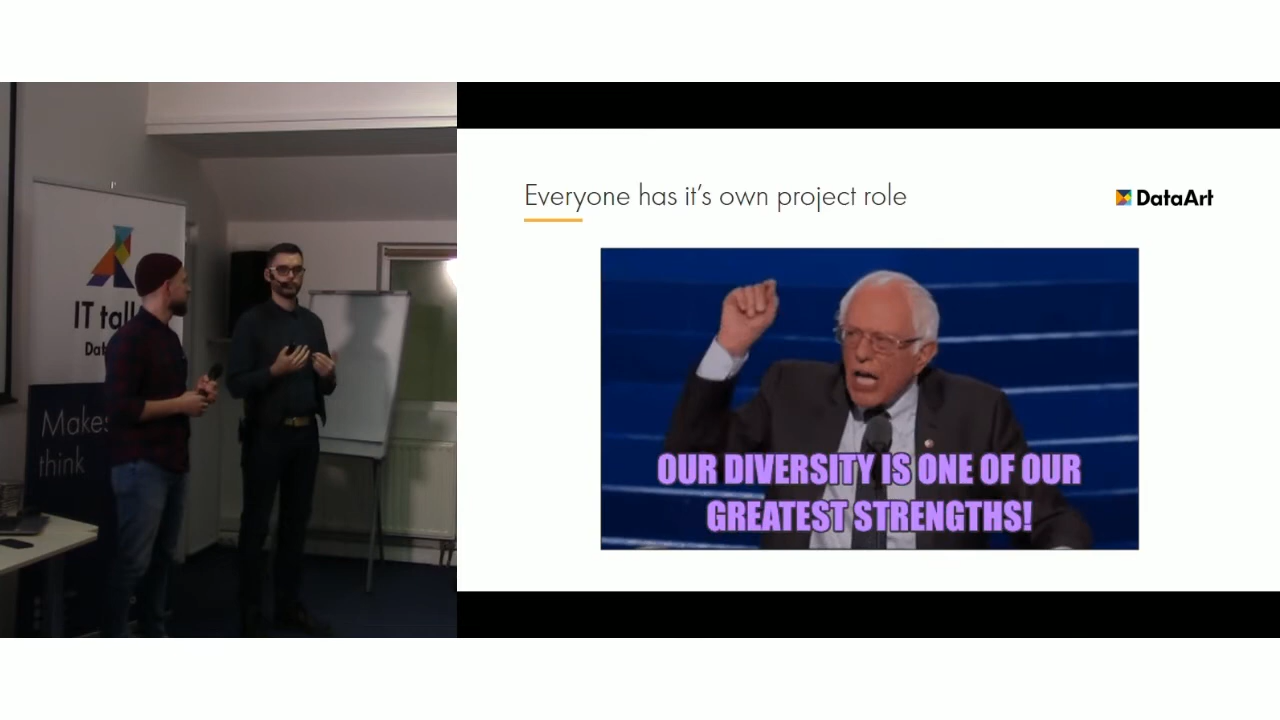 IT tal
Dat
Makes
think
Everyone has it's own project role
DataArt
OUR DIVERSITY IS ONE OF OUR
GREATEST STRENGTHS!